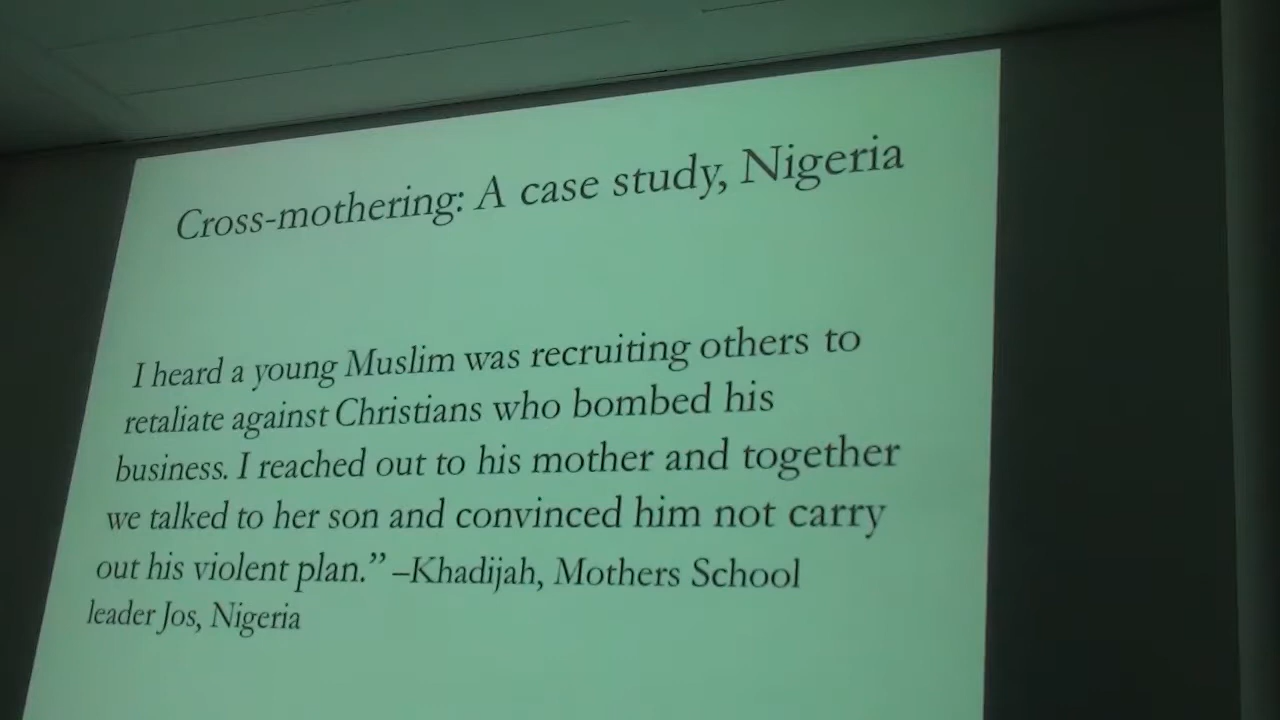 Cross-mothering: A case study, Nigeria
I heard a young Muslim was recruiting others to
retaliate against Christians who bombed his
business. I reached out to his mother and together
we talked to her son and convinced him not carry
out his violent plan.” –Khadijah, Mothers School
leader Jos, Nigeria